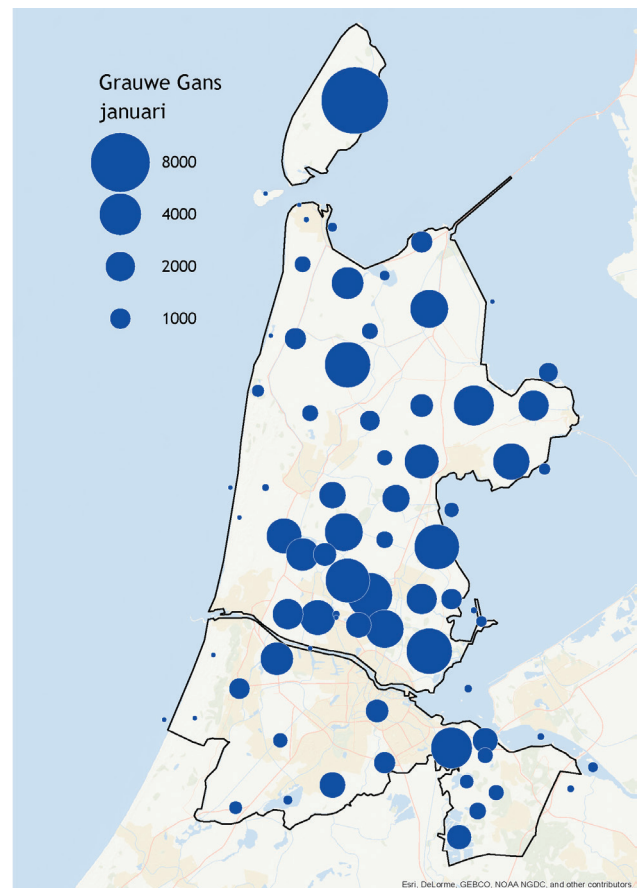 Grauwe Gans
januari
8000
4000
2000
1000
Esri, DeLorme, GEBCO, NOAA NGDC, and other contributors